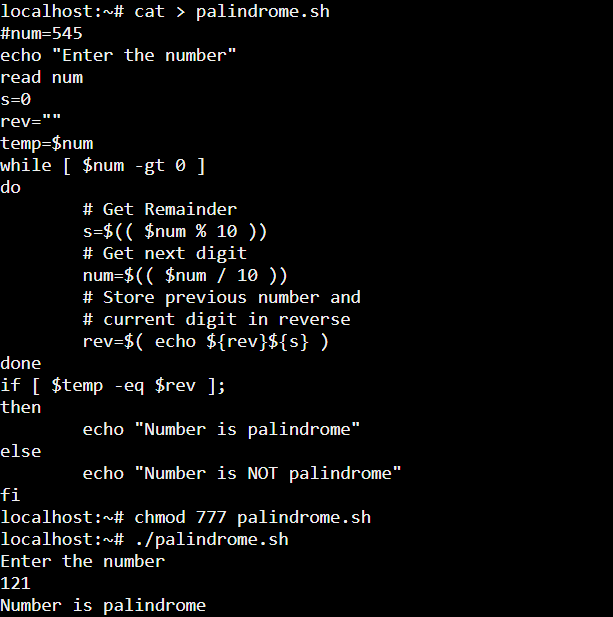 localhost:~# cat > palindrome.sh
#num=545
echo "Enter the number"
read num
s=0
rev=""
temp=$num
while [ $num -gt 0 ]
do
        # Get Remainder
        s=$(( $num % 10 ))
        # Get next digit
        num=$(( $num / 10 ))
        # Store previous number and
        # current digit in reverse
        rev=$( echo ${rev}${s} )
done
if [ $temp -eq $rev ];
then
        echo "Number is palindrome"
else
        echo "Number is NOT palindrome"
fi
localhost:~# chmod 777 palindrome.sh
localhost:~# ./palindrome.sh
Enter the number
121
Number is palindrome